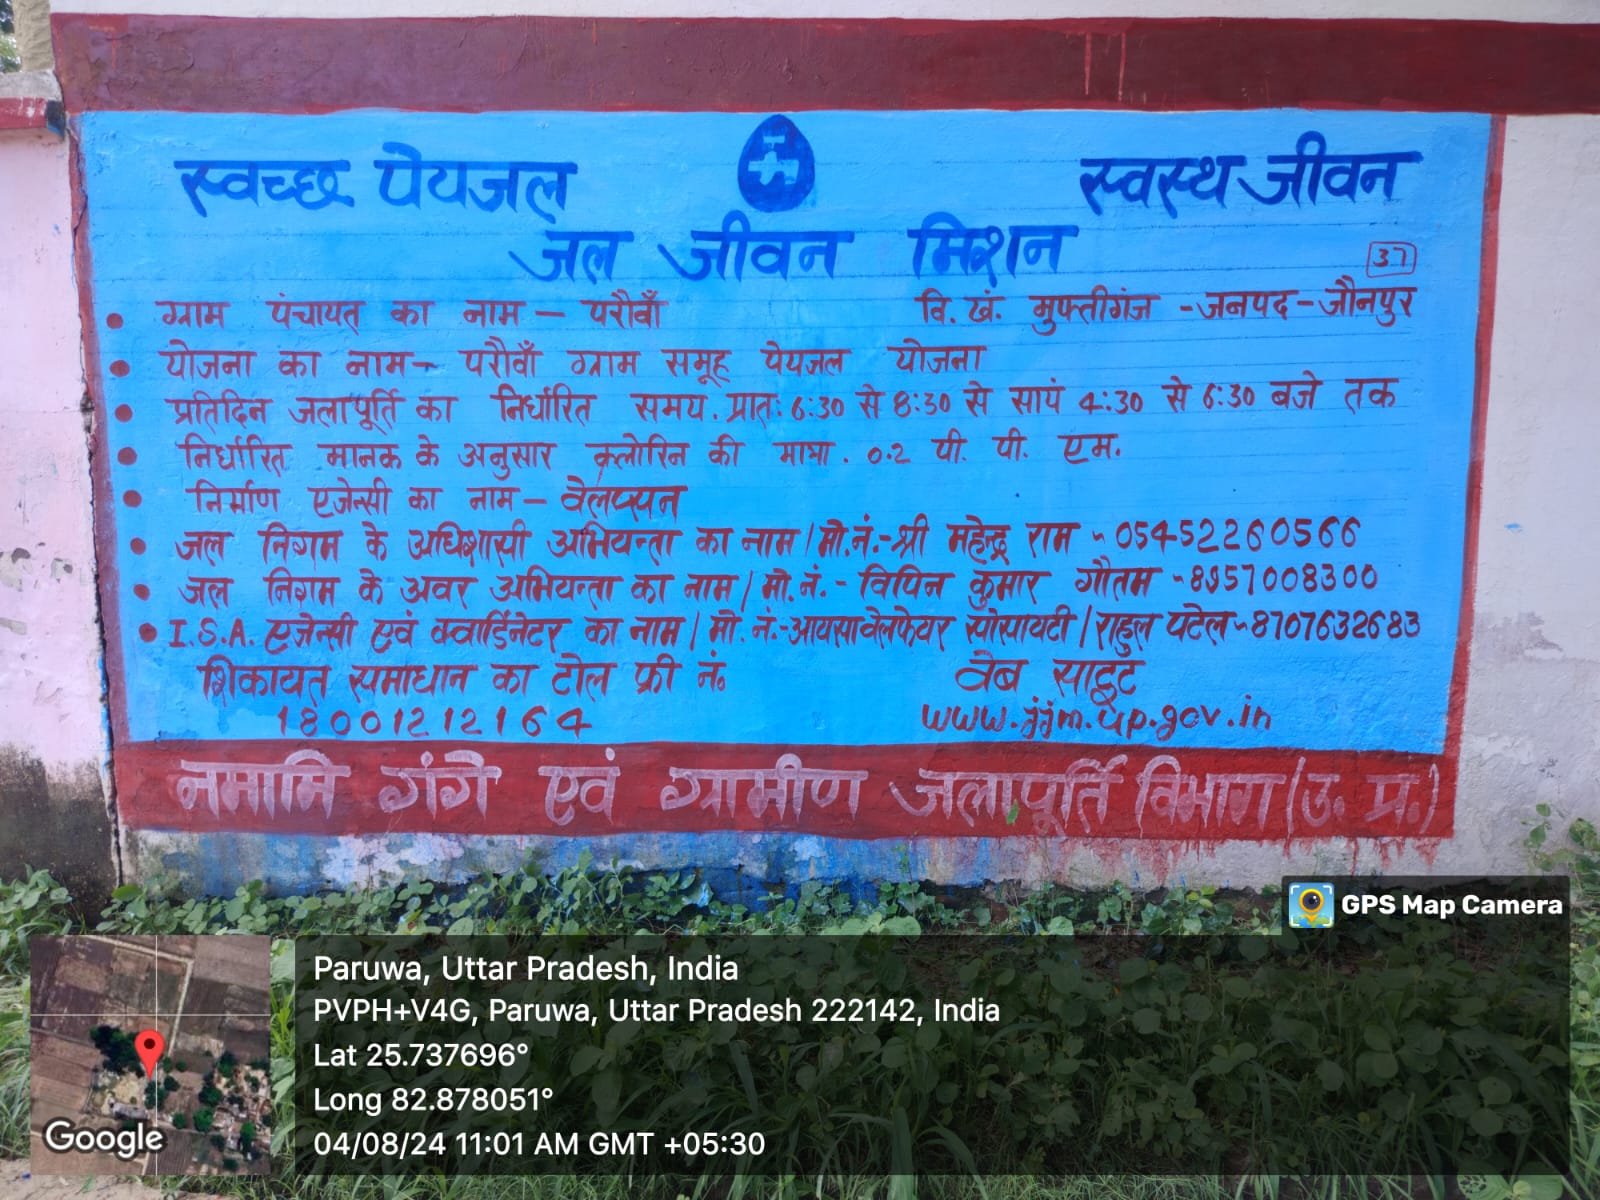 स्वच्छ पेयजल स्वस्थ जीवन
जल जीवन मिशन
37
• ग्राम पंचायत का नाम – परौवाँ वि. खं. मुफ्तीगंज - जनपद – जौनपुर
• योजना का नाम – परौवाँ ग्राम समूह पेयजल योजना
• प्रतिदिन जलापूर्ति का निर्धारित समय. प्रातः 6:30 से 8:30 से सायं 4:30 से 6:30 बजे तक
• निर्धारित मानक के अनुसार क्लोरिन की मात्रा. 0.2 पी. पी. एम.
• निर्माण एजेन्सी का नाम – वेलस्पन
• जल निगम के अधिशासी अभियन्ता का नाम / मो. नं.- श्री महेन्द्र राम - 05452260566
• जल निगम के अवर अभियन्ता का नाम / मो. नं. - विपिन कुमार गौतम - 8957008300
• I.S.A. एजेन्सी एवं क्वार्डिनेटर का नाम / मो. नं.- आयसा वेलफेयर सोसायटी / राहुल पटेल - 8707632683
शिकायत समाधान का टोल फ्री नं. वेब साइट
18001212164 www.jjm.up.gov.in
नमामि गंगे एवं ग्रामीण जलापूर्ति विभाग (उ. प्र.)
GPS Map Camera
Paruwa, Uttar Pradesh, India
PVPH+V4G, Paruwa, Uttar Pradesh 222142, India
Lat 25.737696°
Long 82.878051°
04/08/24 11:01 AM GMT +05:30
Google